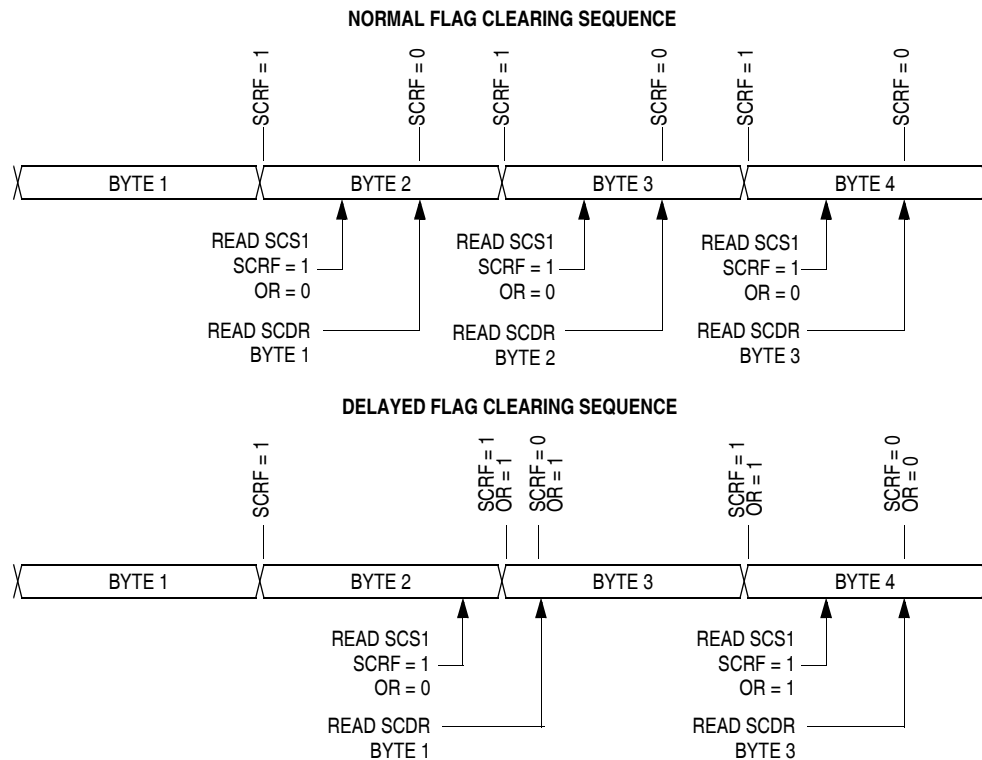 NORMAL FLAG CLEARING SEQUENCE
SCRF = 1
SCRF = 0
SCRF = 1
SCRF = 0
SCRF = 1
SCRF = 0
BYTE 1
BYTE 2
BYTE 3
BYTE 4
READ SCS1
SCRF = 1
OR = 0
READ SCDR
BYTE 1
READ SCS1
SCRF = 1
OR = 0
READ SCDR
BYTE 2
READ SCS1
SCRF = 1
OR = 0
READ SCDR
BYTE 3
DELAYED FLAG CLEARING SEQUENCE
SCRF = 1
SCRF = 1
OR = 1
SCRF = 0
OR = 1
SCRF = 1
OR = 1
SCRF = 0
OR = 0
BYTE 1
BYTE 2
BYTE 3
BYTE 4
READ SCS1
SCRF = 1
OR = 0
READ SCDR
BYTE 1
READ SCS1
SCRF = 1
OR = 1
READ SCDR
BYTE 3